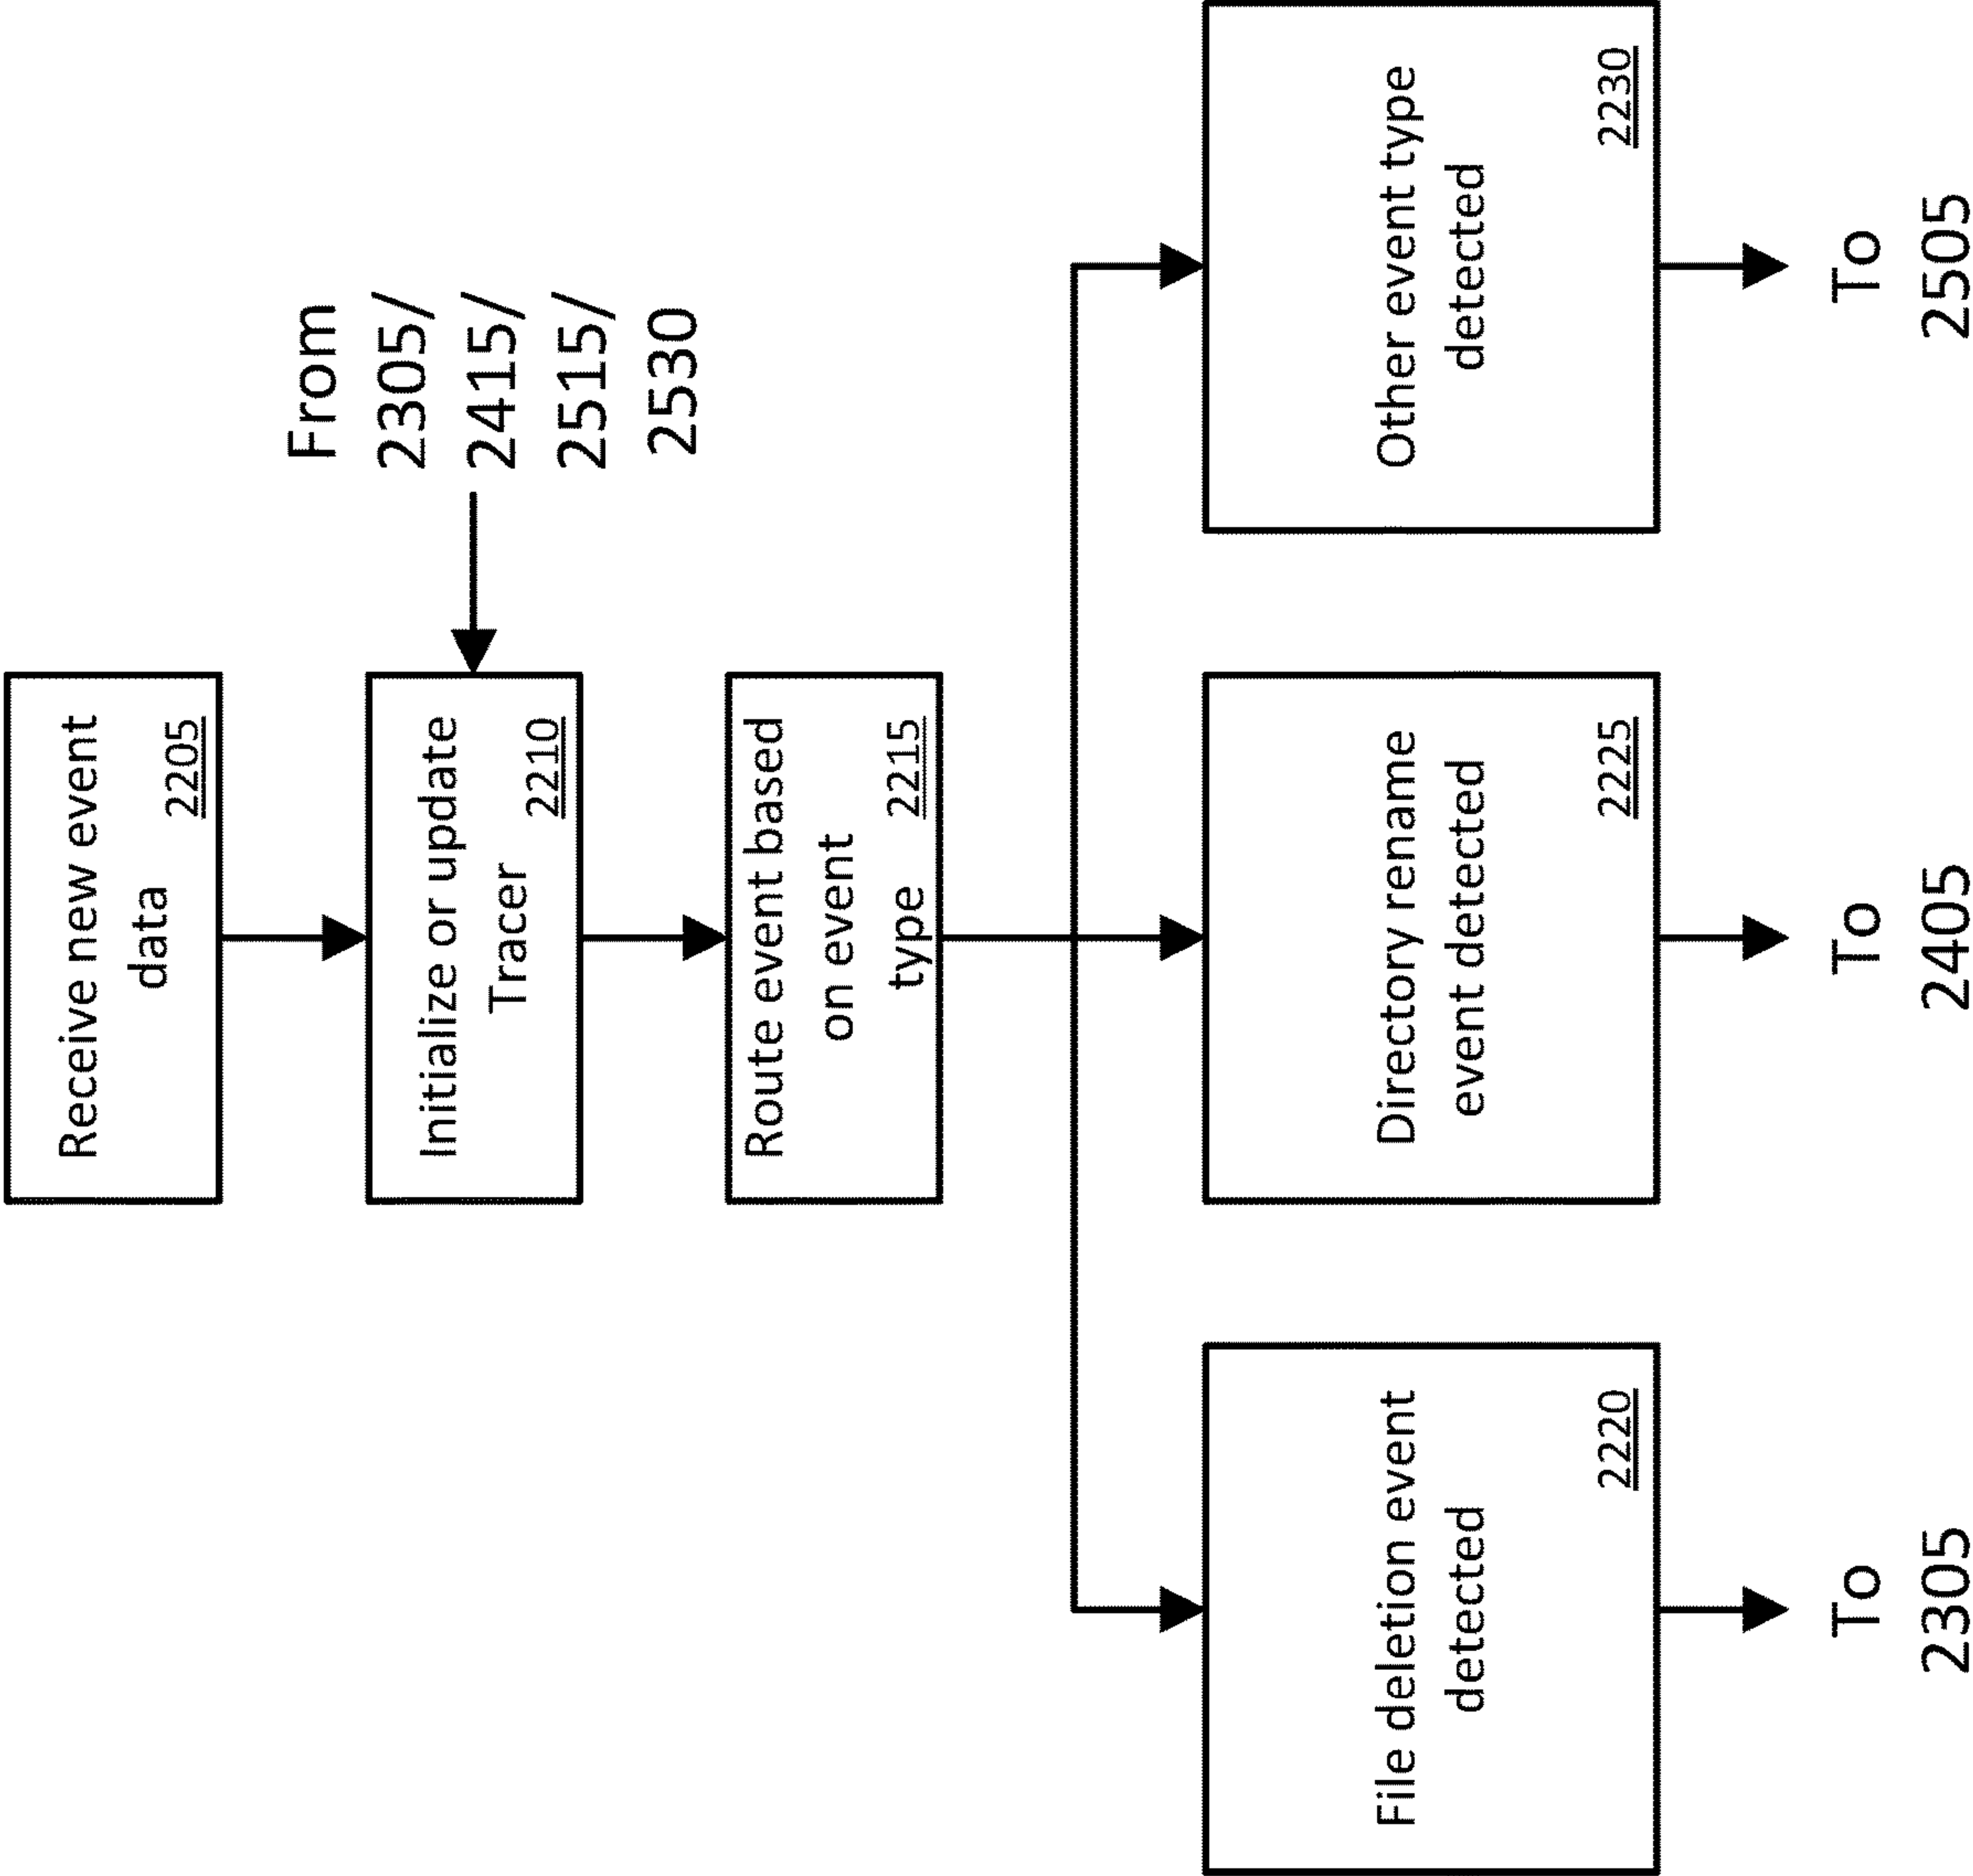 Receive new event
data
2205
Initialize or update
Tracer
2210
From
2305/
2415/
2515/
2530
Route event based
on event
type 2215
File deletion event
detected
2220
Directory rename
event detected
2225
Other event type
detected
2230
To
2305
To
2405
To
2505